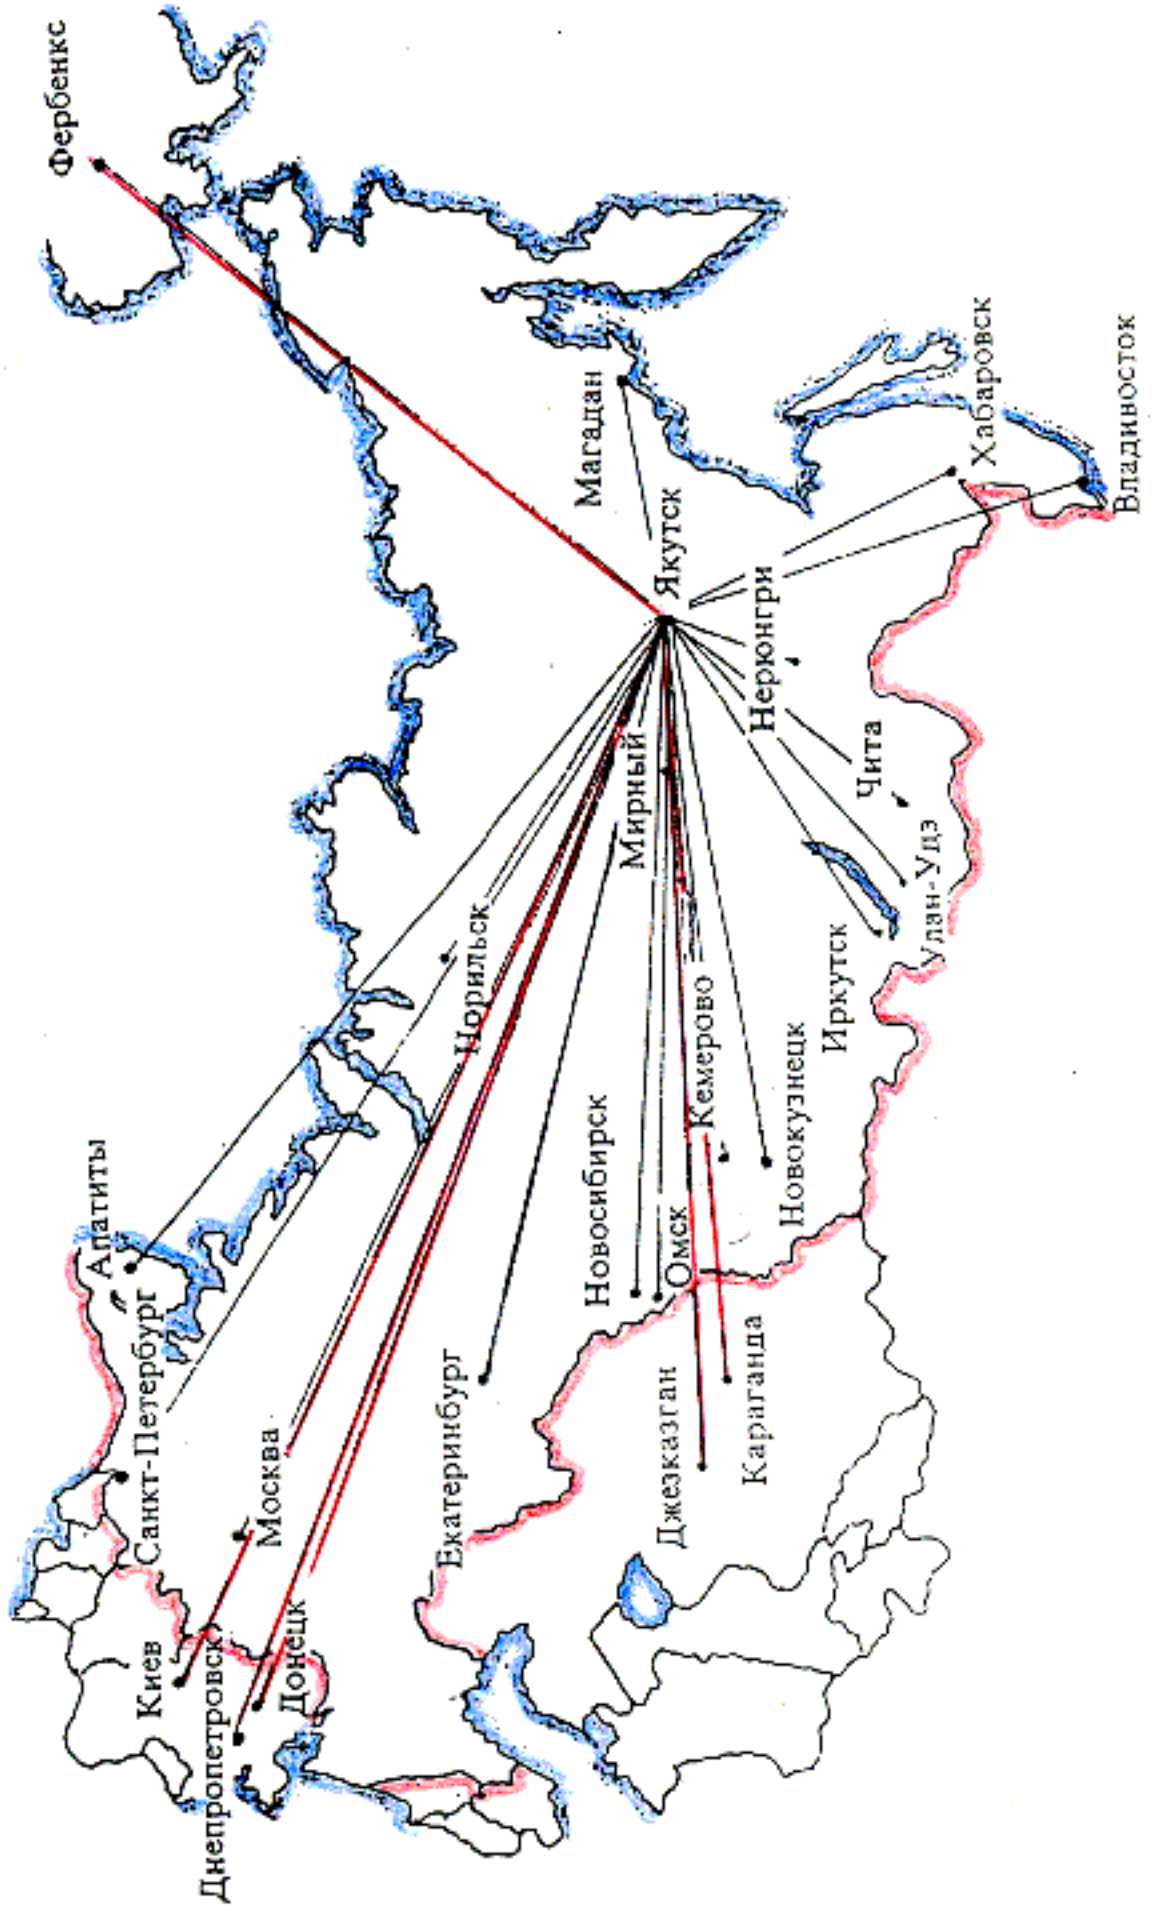 Фербенкс
Апатиты
Санкт-Петербург
Москва
Киев
Днепропетровск
Донецк
Норильск
Екатеринбург
Магадан
Якутск
Мирный
Новосибирск
Омск
Кемерово
Новокузнецк
Джезказган
Караганда
Нерюнгри
Чита
Улан-Удэ
Иркутск
Хабаровск
Владивосток